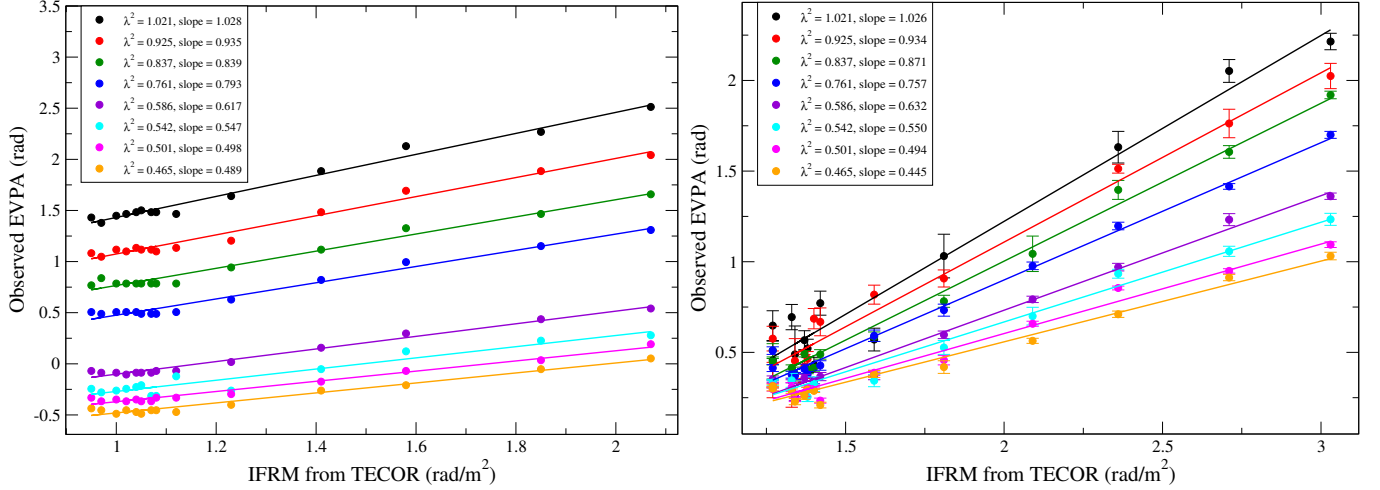 λ² = 1.021, slope = 1.028
λ² = 0.925, slope = 0.935
λ² = 0.837, slope = 0.839
λ² = 0.761, slope = 0.793
λ² = 0.586, slope = 0.617
λ² = 0.542, slope = 0.547
λ² = 0.501, slope = 0.498
λ² = 0.465, slope = 0.489
3.5
3
2.5
2
1.5
1
0.5
0
-0.5
Observed EVPA (rad)
1 1.2 1.4 1.6 1.8 2
IFRM from TECOR (rad/m²)
λ² = 1.021, slope = 1.026
λ² = 0.925, slope = 0.934
λ² = 0.837, slope = 0.871
λ² = 0.761, slope = 0.757
λ² = 0.586, slope = 0.632
λ² = 0.542, slope = 0.550
λ² = 0.501, slope = 0.494
λ² = 0.465, slope = 0.445
2
1.5
1
0.5
Observed EVPA (rad)
1.5 2 2.5 3
IFRM from TECOR (rad/m²)